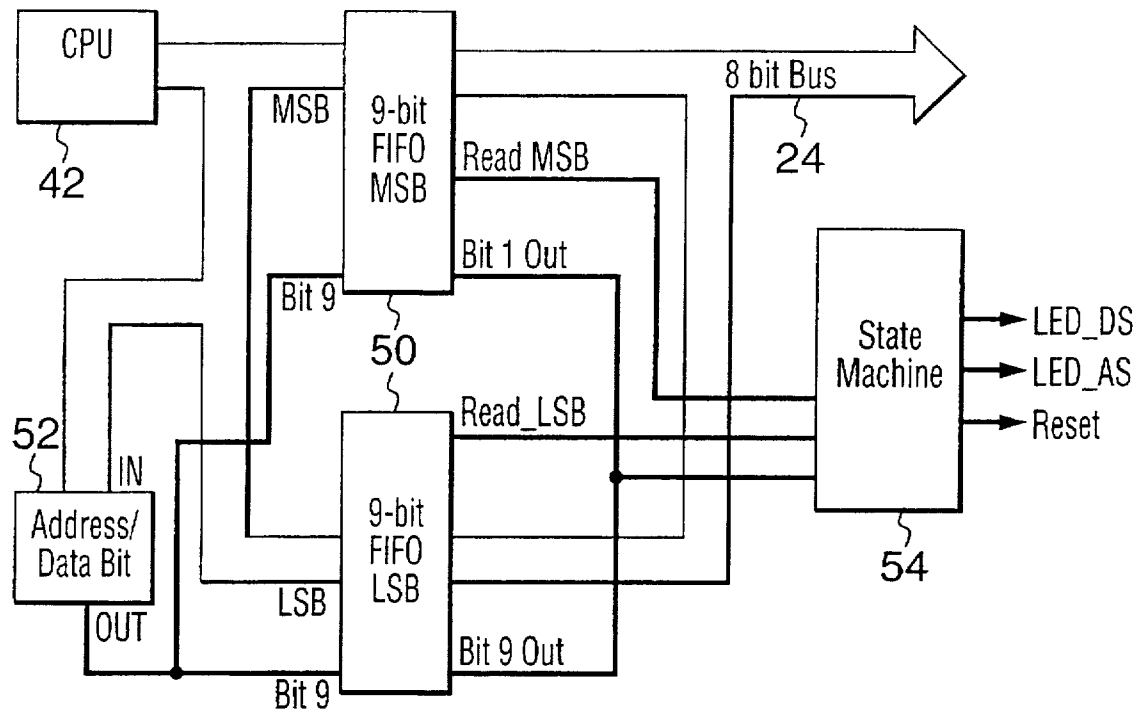 CPU
42
MSB
9-bit
FIFO
MSB
8 bit Bus
24
Read MSB
Bit 1 Out
Bit 9
50
State
Machine
54
LED_DS
LED_AS
Reset
52
IN
Address/
Data Bit
OUT
Read_LSB
9-bit
FIFO
LSB
LSB
Bit 9 Out
Bit 9